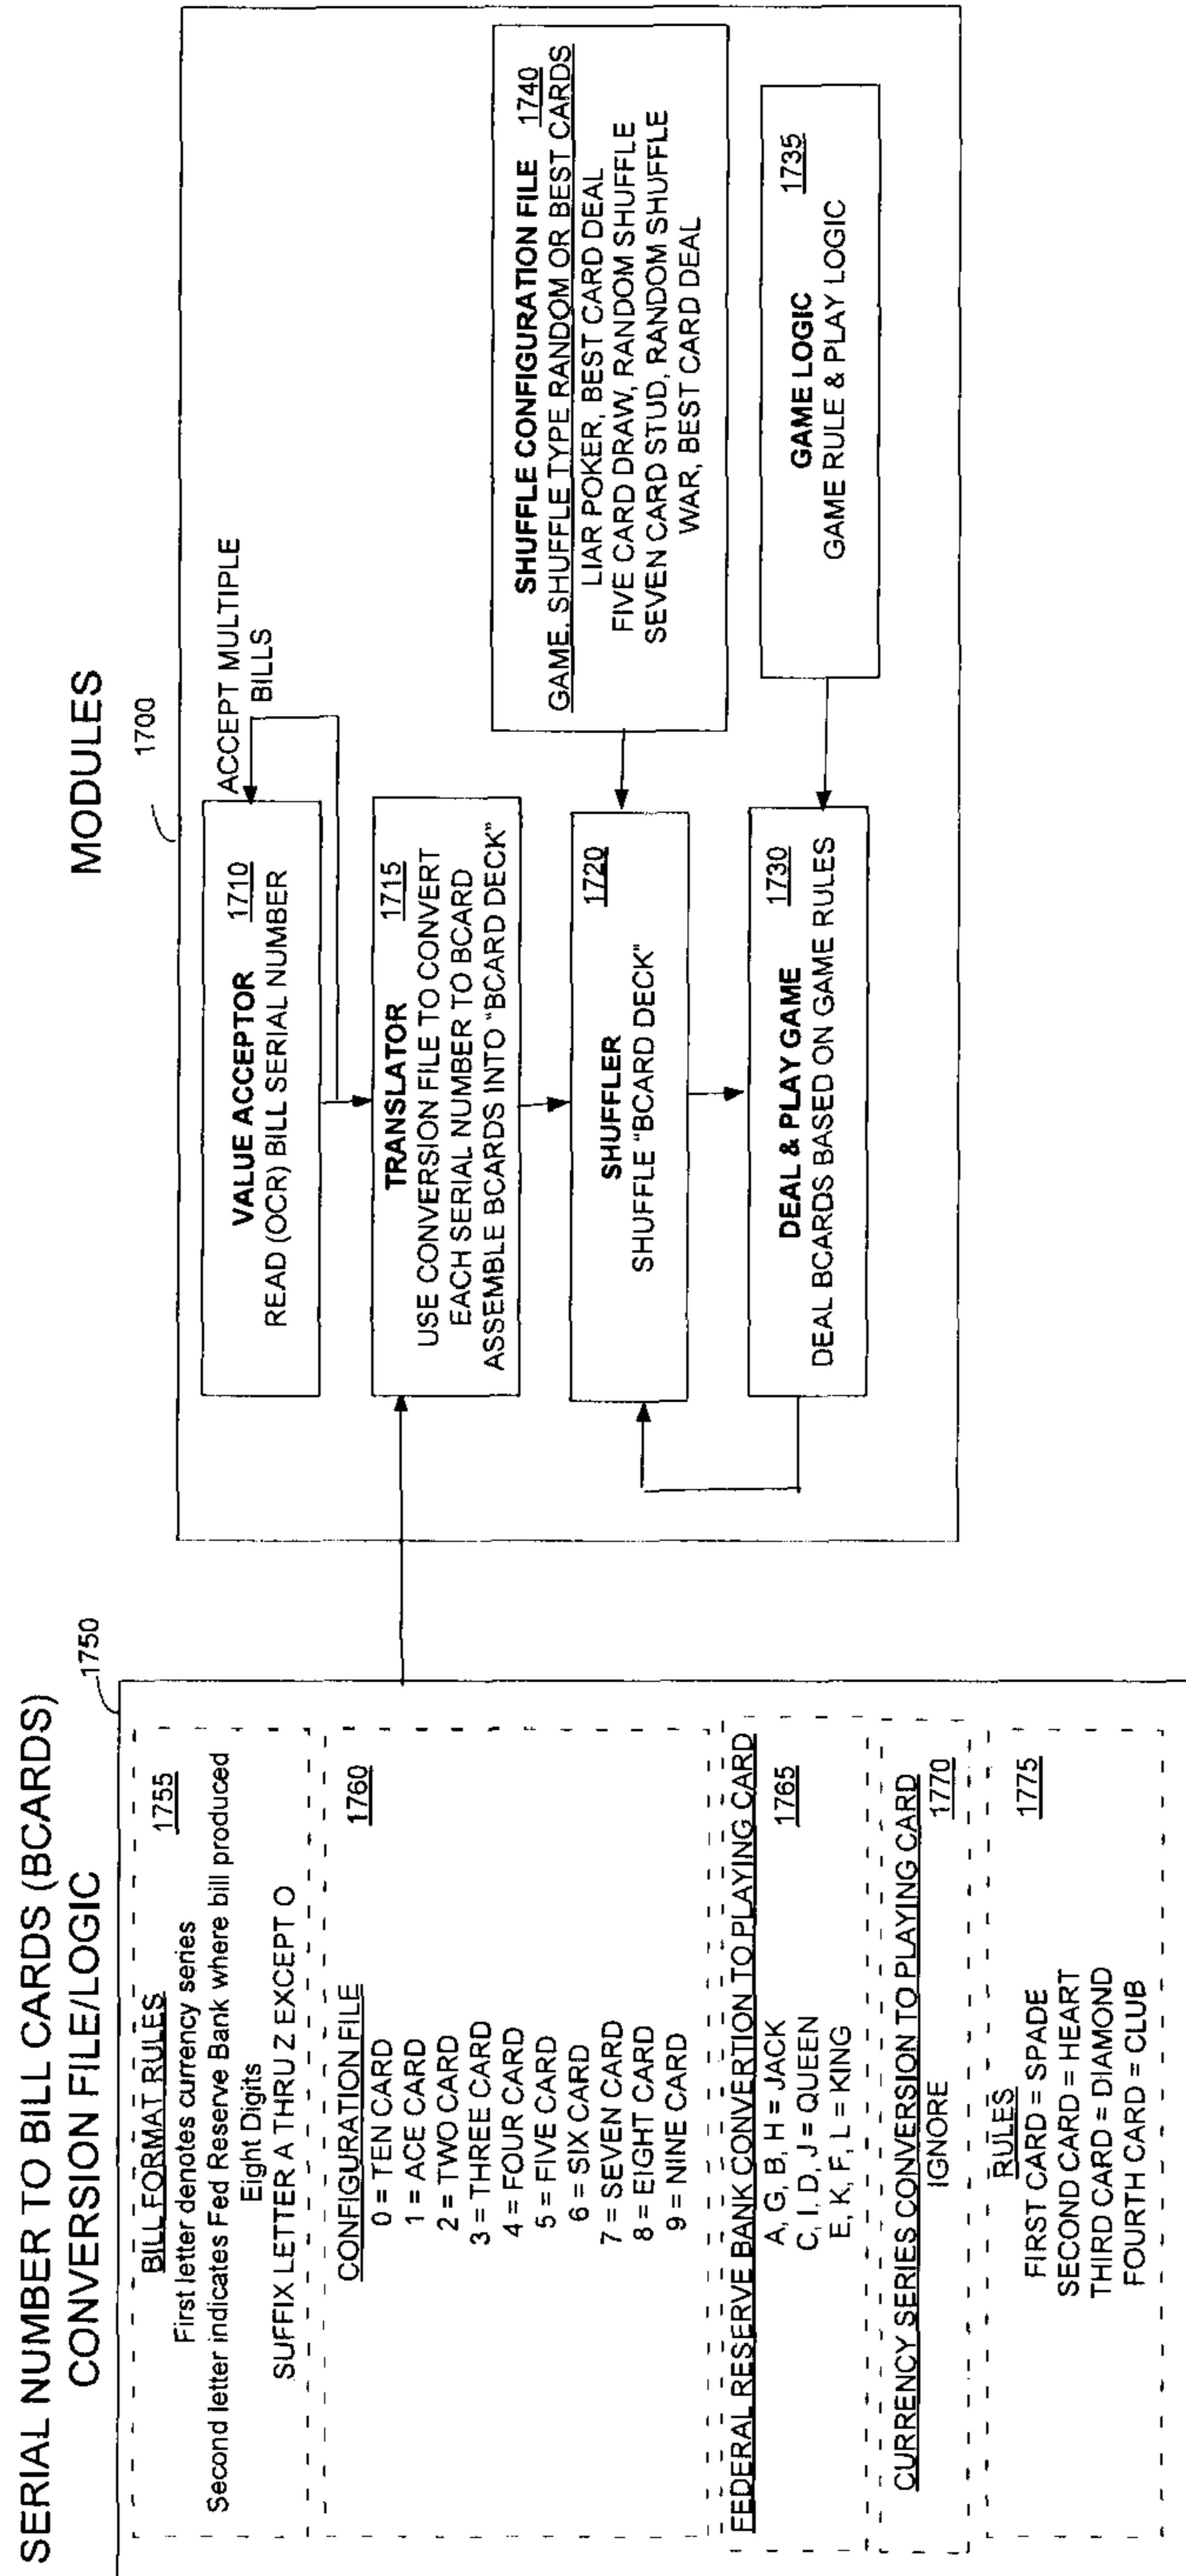 SERIAL NUMBER TO BILL CARDS (BCARDS)
CONVERSION FILE/LOGIC
1750
BILL FORMAT RULES
1755
First letter denotes currency series
Second letter indicates Fed Reserve Bank where bill produced
Eight Digits
SUFFIX LETTER A THRU Z EXCEPT O
CONFIGURATION FILE
1760
0 = TEN CARD
1 = ACE CARD
2 = TWO CARD
3 = THREE CARD
4 = FOUR CARD
5 = FIVE CARD
6 = SIX CARD
7 = SEVEN CARD
8 = EIGHT CARD
9 = NINE CARD
FEDERAL RESERVE BANK CONVERTION TO PLAYING CARD
A, G, B, H = JACK
1765
C, I, D, J = QUEEN
E, K, F, L = KING
CURRENCY SERIES CONVERSION TO PLAYING CARD
IGNORE
1770
RULES
1775
FIRST CARD = SPADE
SECOND CARD = HEART
THIRD CARD = DIAMOND
FOURTH CARD = CLUB
MODULES
1700
VALUE ACCEPTOR 1710
READ (OCR) BILL SERIAL NUMBER
ACCEPT MULTIPLE
BILLS
TRANSLATOR 1715
USE CONVERSION FILE TO CONVERT
EACH SERIAL NUMBER TO BCARD
ASSEMBLE BCARDS INTO "BCARD DECK"
SHUFFLER 1720
SHUFFLE "BCARD DECK"
DEAL & PLAY GAME 1730
DEAL BCARDS BASED ON GAME RULES
SHUFFLE CONFIGURATION FILE 1740
GAME, SHUFFLE TYPE RANDOM OR BEST CARDS
LIAR POKER, BEST CARD DEAL
FIVE CARD DRAW, RANDOM SHUFFLE
SEVEN CARD STUD, RANDOM SHUFFLE
WAR, BEST CARD DEAL
GAME LOGIC 1735
GAME RULE & PLAY LOGIC